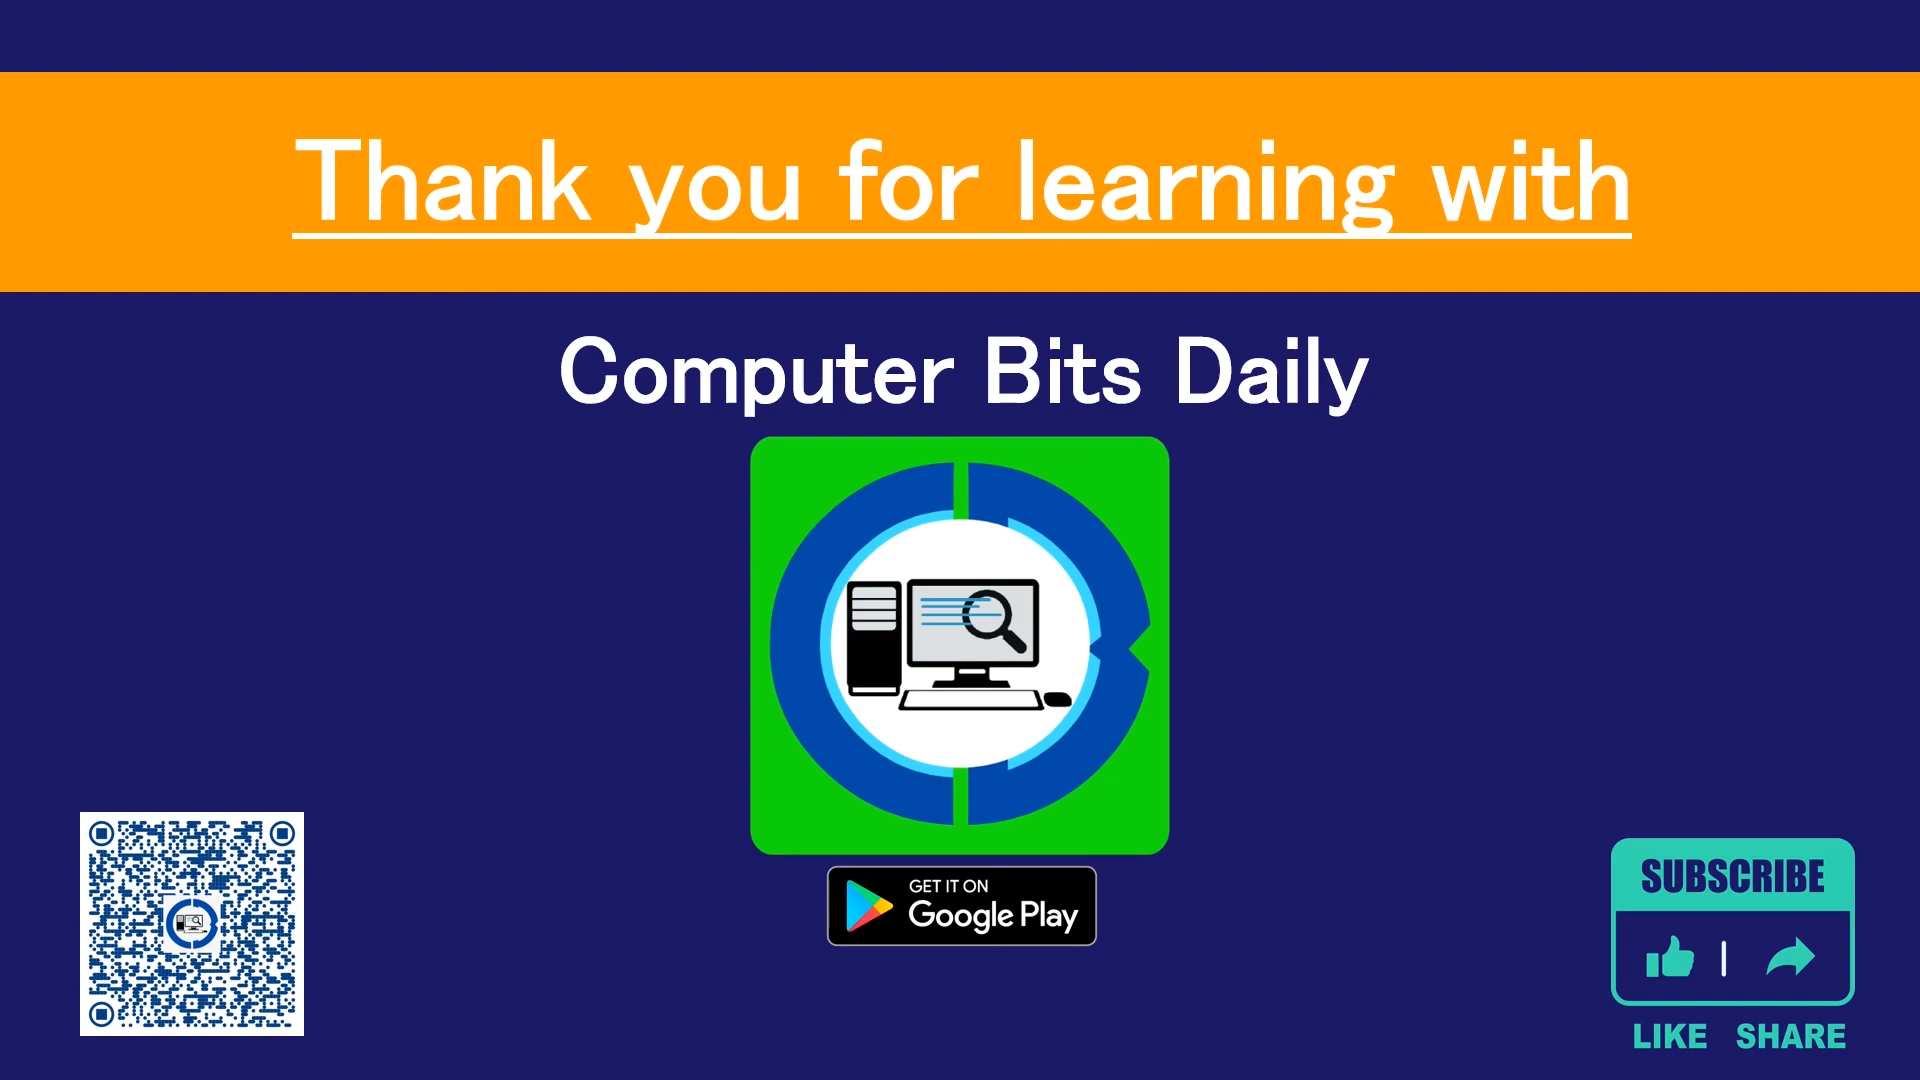 Thank you for learning with
Computer Bits Daily
GET IT ON
Google Play
SUBSCRIBE
LIKE SHARE